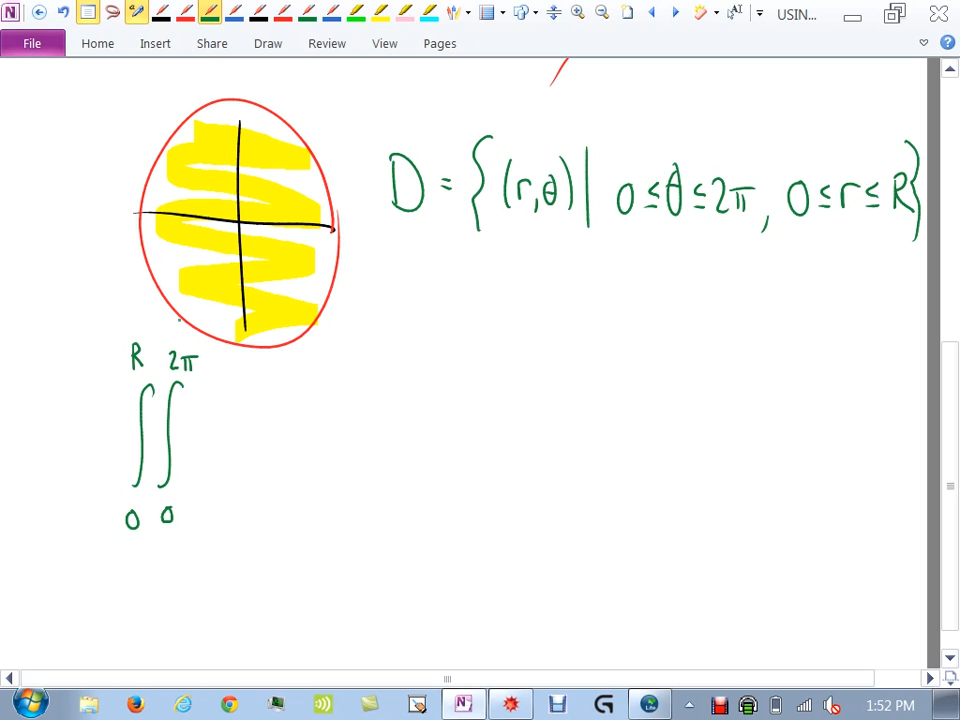 USIN...
File Home Insert Share Draw Review View Pages
D = { (r,θ) | 0 ≤ θ ≤ 2π, 0 ≤ r ≤ R}
R 2π
∫ ∫
0 0
1:52 PM